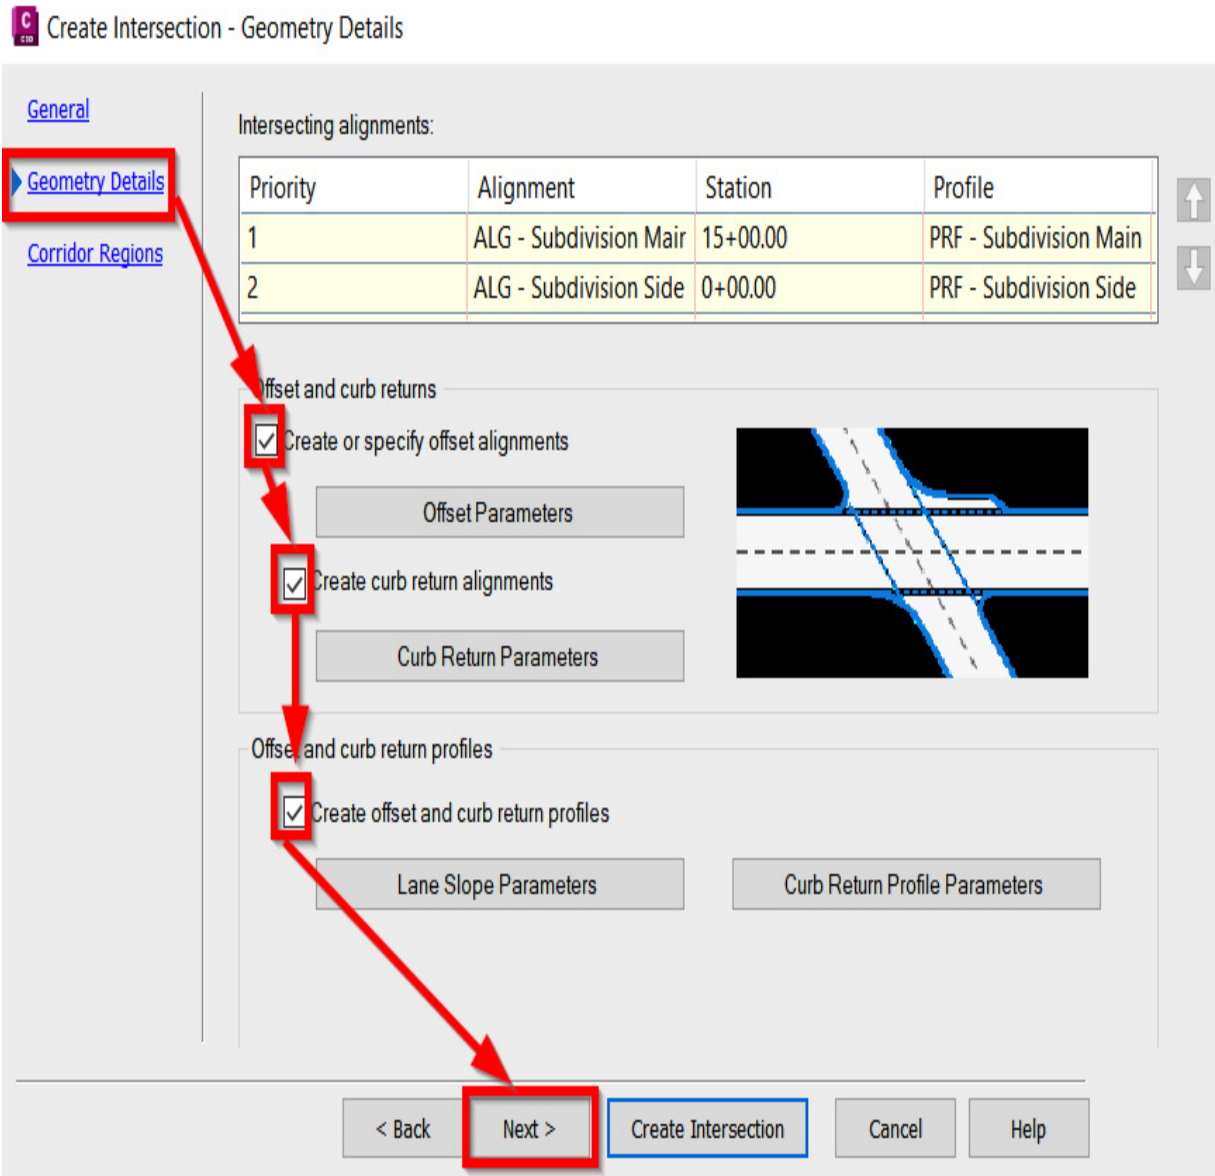 C
C3D
Create Intersection - Geometry Details
General
Geometry Details
Corridor Regions
Intersecting alignments:
Priority Alignment Station Profile
1 ALG - Subdivision Mair 15+00.00 PRF - Subdivision Main
2 ALG - Subdivision Side 0+00.00 PRF - Subdivision Side
Offset and curb returns
Create or specify offset alignments
Offset Parameters
Create curb return alignments
Curb Return Parameters
Offset and curb return profiles
Create offset and curb return profiles
Lane Slope Parameters Curb Return Profile Parameters
< Back Next > Create Intersection Cancel Help